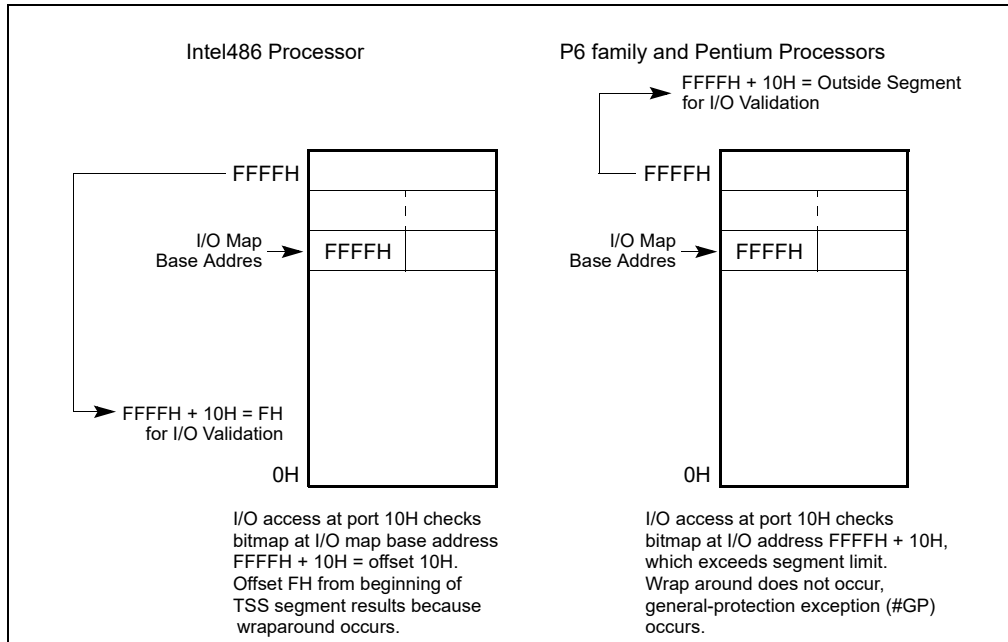 Intel486 Processor
FFFFH
I/O Map
Base Addres
FFFFH
FFFFH + 10H = FH
for I/O Validation
0H
I/O access at port 10H checks
bitmap at I/O map base address
FFFFH + 10H = offset 10H.
Offset FH from beginning of
TSS segment results because
wraparound occurs.
P6 family and Pentium Processors
FFFFH + 10H = Outside Segment
for I/O Validation
FFFFH
I/O Map
Base Addres
FFFFH
0H
I/O access at port 10H checks
bitmap at I/O address FFFFH + 10H,
which exceeds segment limit.
Wrap around does not occur,
general-protection exception (#GP)
occurs.